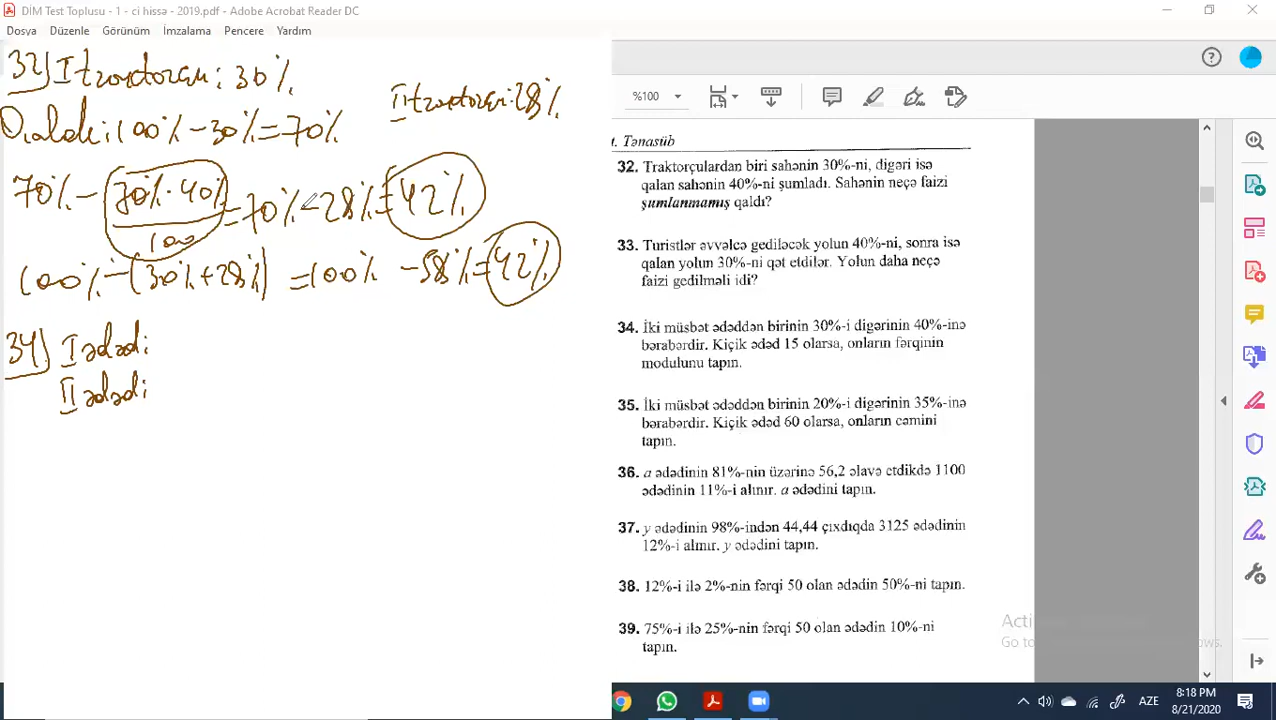 DİM Test Toplusu - 1 - ci hissə - 2019.pdf - Adobe Acrobat Reader DC
Dosya Düzenle Görünüm İmzalama Pencere Yardım
32) I traktorçu: 30%
II traktorçu: 28%
Qaldı: 100% - 30% = 70%
70% - 70% · 40% / 100 = 70% - 28% = 42%
100% - (30% + 28%) = 100% - 58% = 42%
34) I ədəd:
II ədəd:
%100
t. Tənasüb
32. Traktorçulardan biri sahənin 30%-ni, digəri isə
qalan sahənin 40%-ni şumladı. Sahənin neçə faizi
şumlanmamış qaldı?
33. Turistlər əvvəlcə gediləcək yolun 40%-ni, sonra isə
qalan yolun 30%-ni qət etdilər. Yolun daha neçə
faizi gedilməli idi?
34. İki müsbət ədəddən birinin 30%-i digərinin 40%-inə
bərabərdir. Kiçik ədəd 15 olarsa, onların fərqinin
modulunu tapın.
35. İki müsbət ədəddən birinin 20%-i digərinin 35%-inə
bərabərdir. Kiçik ədəd 60 olarsa, onların cəmini
tapın.
36. a ədədinin 81%-nin üzərinə 56,2 əlavə etdikdə 1100
ədədinin 11%-i alınır. a ədədini tapın.
37. y ədədinin 98%-indən 44,44 çıxdıqda 3125 ədədinin
12%-i alınır. y ədədini tapın.
38. 12%-i ilə 2%-nin fərqi 50 olan ədədin 50%-ni tapın.
39. 75%-i ilə 25%-nin fərqi 50 olan ədədin 10%-ni
tapın.
Acti
Go to
AZE
8:18 PM
8/21/2020